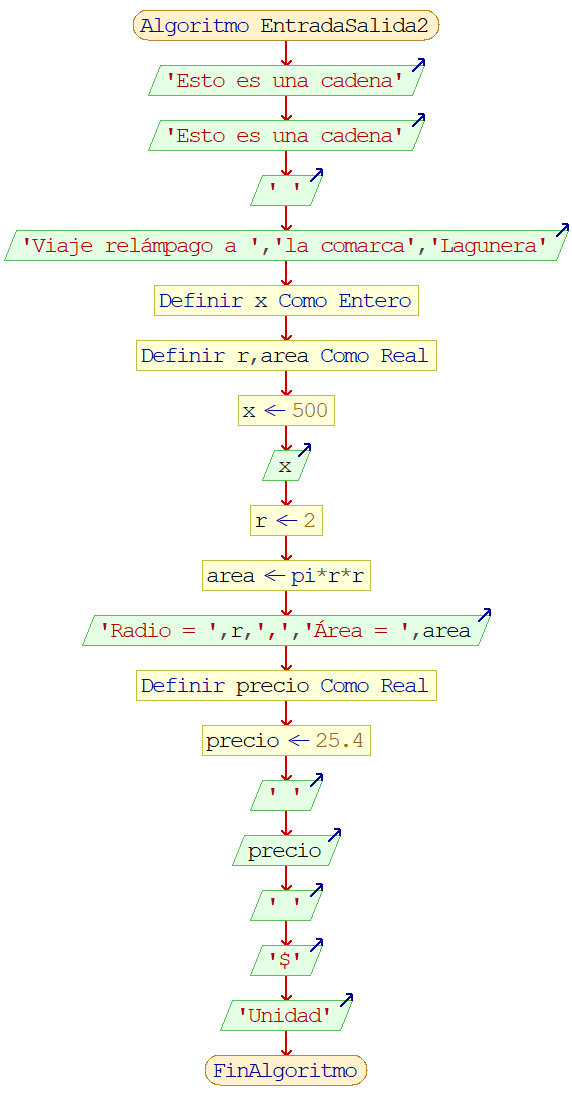 Algoritmo EntradaSalida2
'Esto es una cadena'
'Esto es una cadena'
' '
'Viaje relámpago a ','la comarca','Lagunera'
Definir x Como Entero
Definir r,area Como Real
x ← 500
x
r ← 2
area ← pi*r*r
'Radio = ',r,',','Área = ',area
Definir precio Como Real
precio ← 25.4
' '
precio
' '
'$'
'Unidad'
FinAlgoritmo